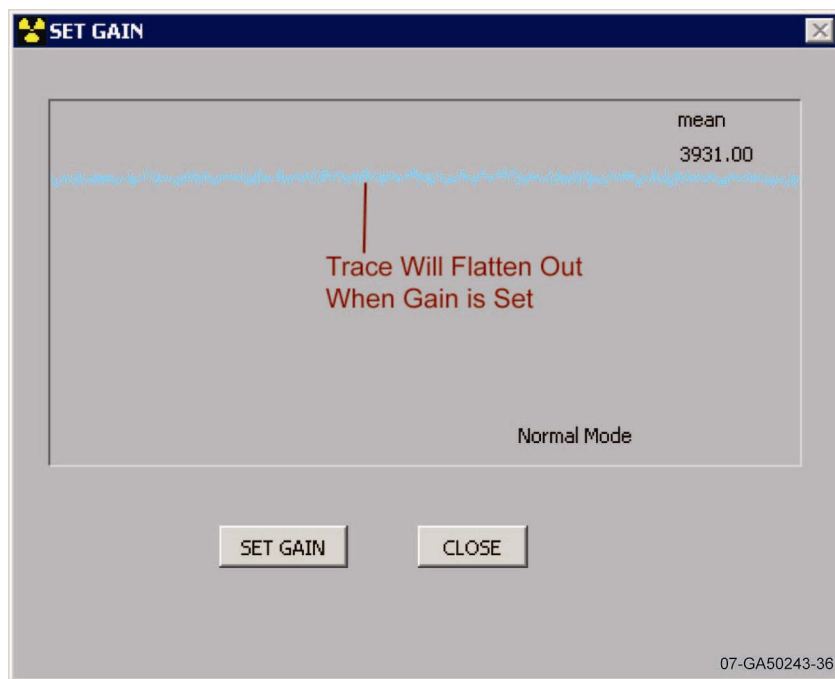 SET GAIN
mean
3931.00
Trace Will Flatten Out
When Gain is Set
Normal Mode
SET GAIN CLOSE
07-GA50243-36